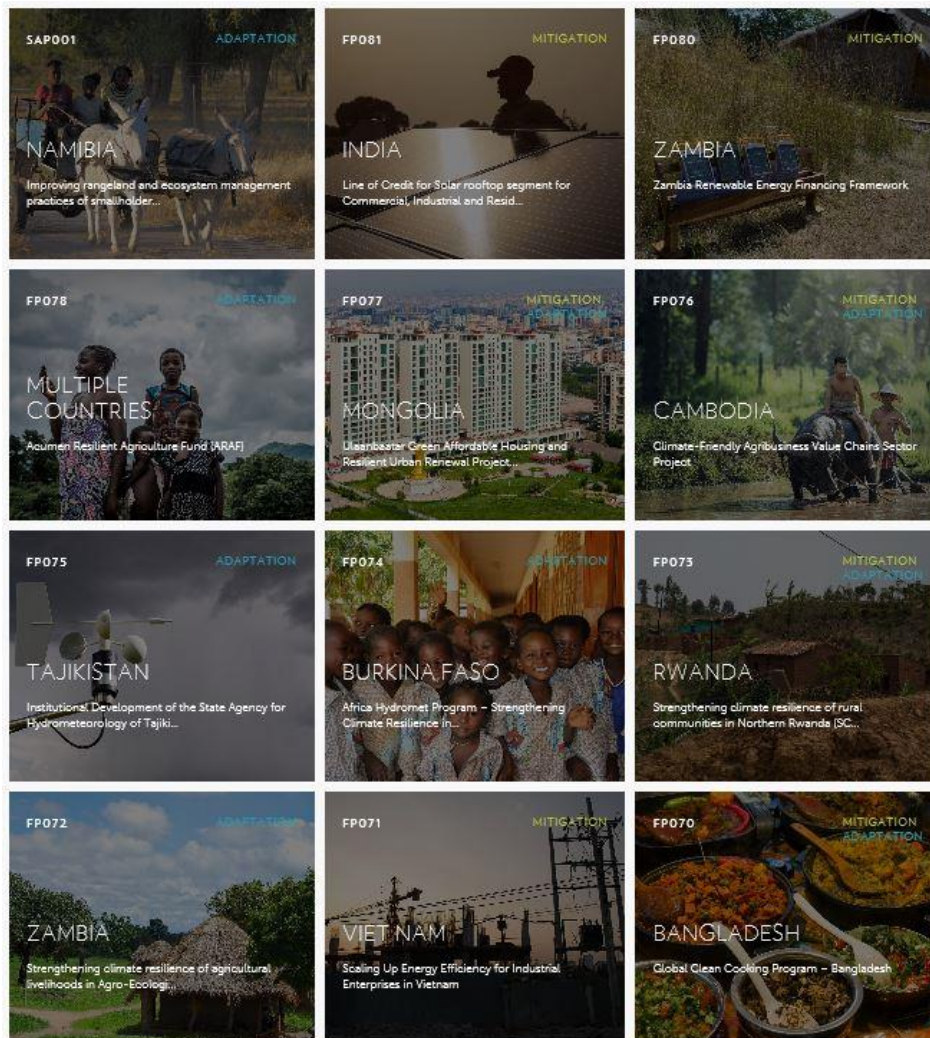 SAP001
ADAPTATION
NAMIBIA
Improving rangeland and ecosystem management
practices of smallholder...
FP081
MITIGATION
INDIA
Line of Credit for Solar rooftop segment for
Commercial, Industrial and Resid...
FP080
MITIGATION
ZAMBIA
Zambia Renewable Energy Financing Framework
FP078
ADAPTATION
MULTIPLE
COUNTRIES
Acumen Resilient Agriculture Fund (ARAF)
FP077
MITIGATION,
ADAPTATION
MONGOLIA
Ulaanbaatar Green Affordable Housing and
Resilient Urban Renewal Project...
FP076
MITIGATION
ADAPTATION
CAMBODIA
Climate-Friendly Agribusiness Value Chains Sector
Project
FP075
ADAPTATION
TAJIKISTAN
Institutional Development of the State Agency for
Hydrometeorology of Tajiki...
FP074
ADAPTATION
BURKINA FASO
Africa Hydromet Program – Strengthening
Climate Resilience in...
FP073
MITIGATION
ADAPTATION
RWANDA
Strengthening climate resilience of rural
communities in Northern Rwanda (SC...
FP072
ADAPTATION
ZAMBIA
Strengthening climate resilience of agricultural
livelihoods in Agro-Ecologi...
FP071
MITIGATION
VIET NAM
Scaling Up Energy Efficiency for Industrial
Enterprises in Vietnam
FP070
MITIGATION
ADAPTATION
BANGLADESH
Global Clean Cooking Program – Bangladesh